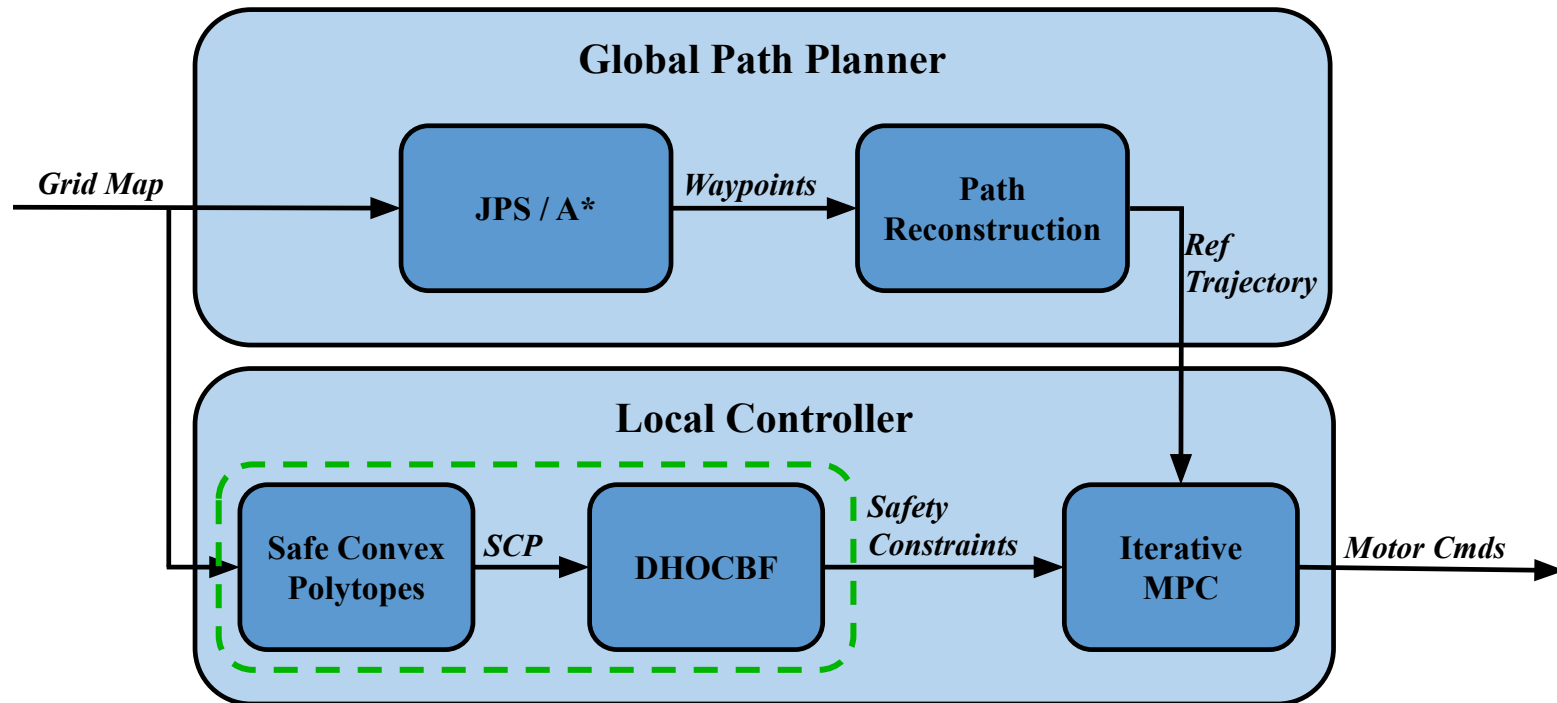 Global Path Planner
Grid Map
JPS / A*
Waypoints
Path
Reconstruction
Ref
Trajectory
Local Controller
Safe Convex
Polytopes
SCP
DHOCBF
Safety
Constraints
Iterative
MPC
Motor Cmds